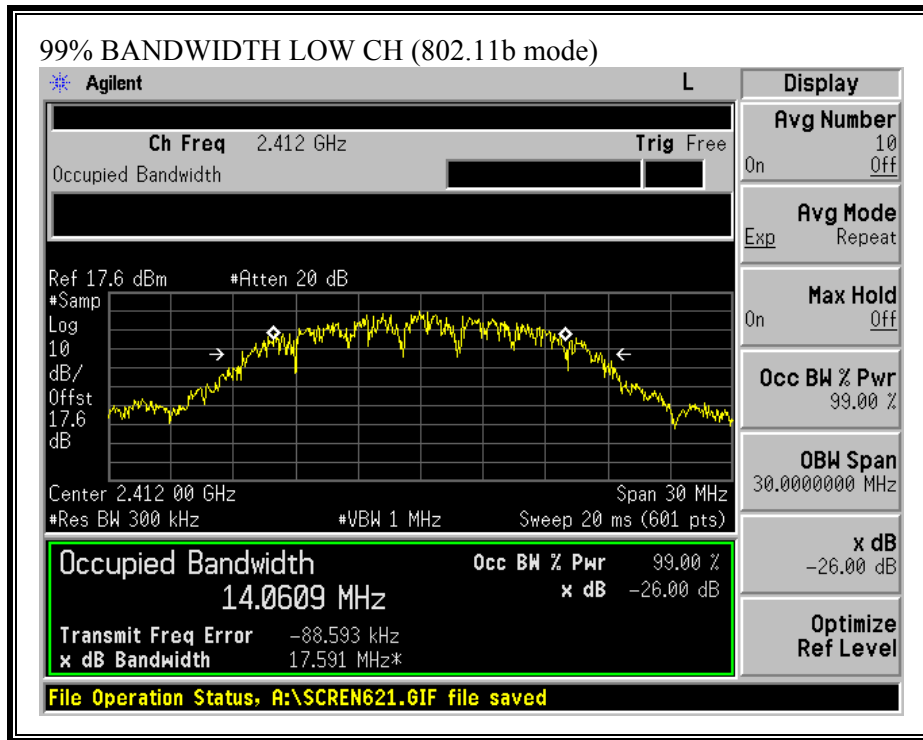 99% BANDWIDTH LOW CH (802.11b mode)
Agilent L
Ch Freq 2.412 GHz Trig Free
Occupied Bandwidth
Ref 17.6 dBm #Atten 20 dB
#Samp
Log
10
dB/
Offst
17.6
dB
Center 2.412 00 GHz Span 30 MHz
#Res BW 300 kHz #VBW 1 MHz Sweep 20 ms (601 pts)
Occupied Bandwidth
14.0609 MHz
Occ BW % Pwr 99.00 %
x dB -26.00 dB
Transmit Freq Error -88.593 kHz
x dB Bandwidth 17.591 MHz*
File Operation Status, A:\SCREN621.GIF file saved
Display
Avg Number
10
On Off
Avg Mode
Exp Repeat
Max Hold
On Off
Occ BW % Pwr
99.00 %
OBW Span
30.0000000 MHz
x dB
-26.00 dB
Optimize
Ref Level